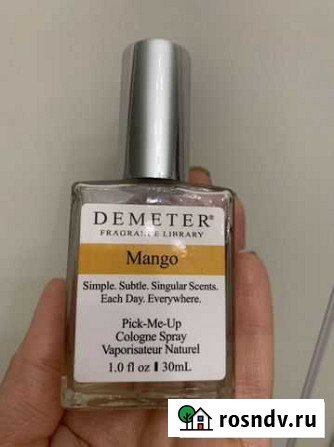 DEMETER®
FRAGRANCE LIBRARY
Mango
Simple. Subtle. Singular Scents.
Each Day. Everywhere.
Pick-Me-Up
Cologne Spray
Vaporisateur Naturel
1.0 fl oz | 30mL
rosndv.ru